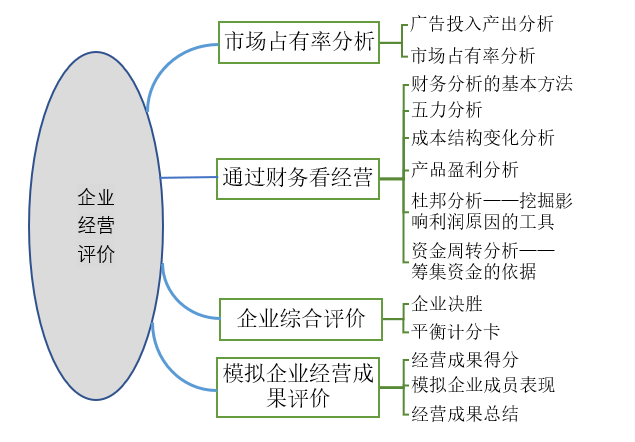 企业
经营
评价
市场占有率分析
广告投入产出分析
市场占有率分析
通过财务看经营
财务分析的基本方法
五力分析
成本结构变化分析
产品盈利分析
杜邦分析——挖掘影
响利润原因的工具
资金周转分析——
筹集资金的依据
企业综合评价
企业决胜
平衡计分卡
模拟企业经营成
果评价
经营成果得分
模拟企业成员表现
经营成果总结